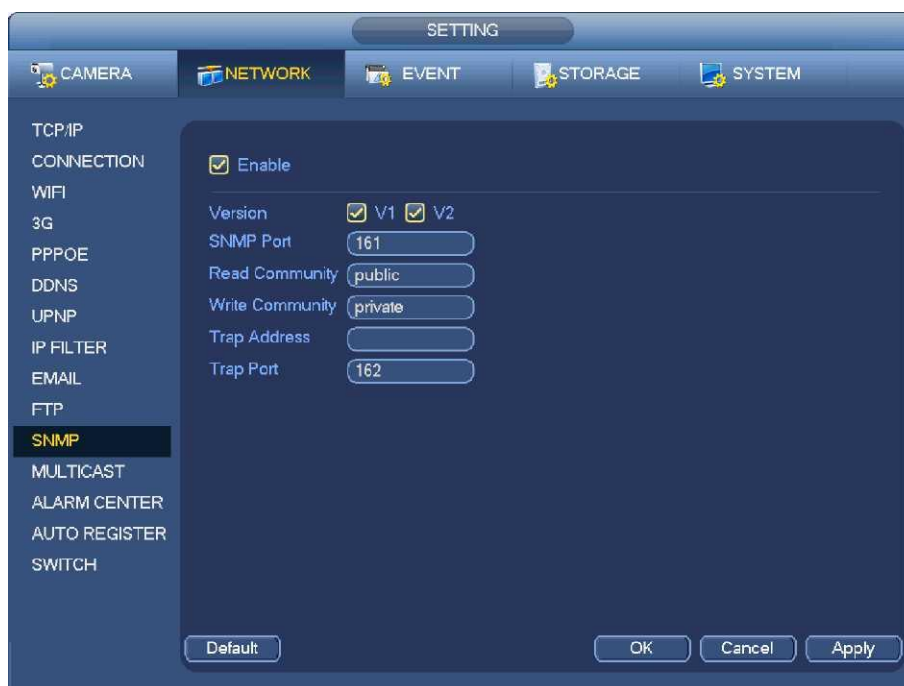 SETTING
CAMERA NETWORK EVENT STORAGE SYSTEM
TCP/IP
CONNECTION
WIFI
3G
PPPOE
DDNS
UPNP
IP FILTER
EMAIL
FTP
SNMP
MULTICAST
ALARM CENTER
AUTO REGISTER
SWITCH
Enable
Version V1 V2
SNMP Port 161
Read Community public
Write Community private
Trap Address
Trap Port 162
Default OK Cancel Apply